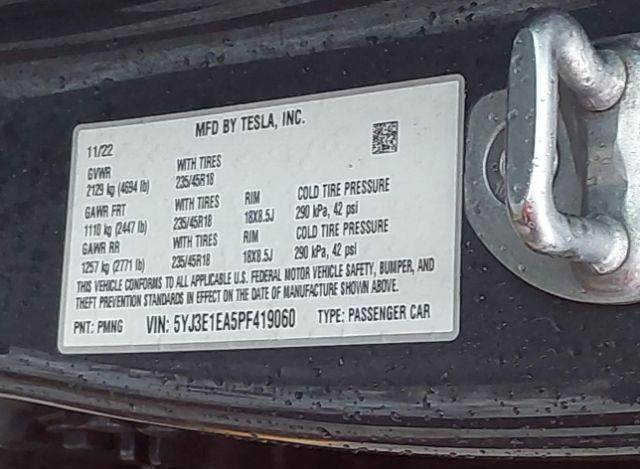 MFD BY TESLA, INC.
11/22
GVWR WITH TIRES
2129 kg (4694 lb) 235/45R18
GAWR FRT WITH TIRES RIM COLD TIRE PRESSURE
1110 kg (2447 lb) 235/45R18 18X8.5J 290 kPa, 42 psi
GAWR RR WITH TIRES RIM COLD TIRE PRESSURE
1257 kg (2771 lb) 235/45R18 18X8.5J 290 kPa, 42 psi
THIS VEHICLE CONFORMS TO ALL APPLICABLE U.S. FEDERAL MOTOR VEHICLE SAFETY, BUMPER, AND
THEFT PREVENTION STANDARDS IN EFFECT ON THE DATE OF MANUFACTURE SHOWN ABOVE.
PNT: PMNG VIN: 5YJ3E1EA5PF419060 TYPE: PASSENGER CAR